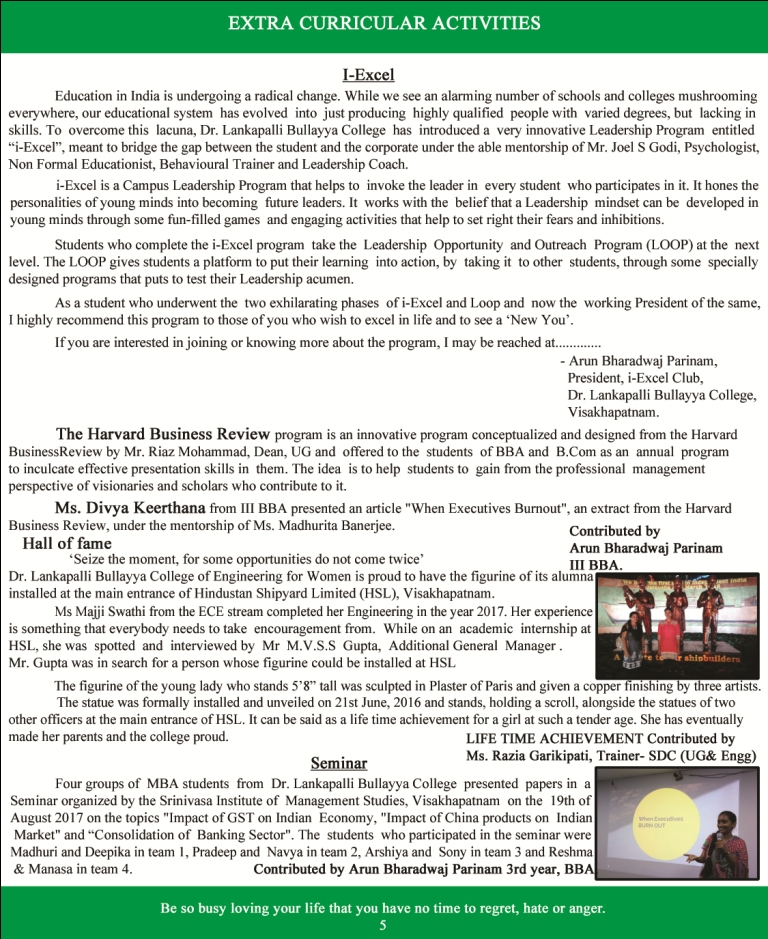 EXTRA CURRICULAR ACTIVITIES
I-Excel
Education in India is undergoing a radical change. While we see an alarming number of schools and colleges mushrooming
everywhere, our educational system has evolved into just producing highly qualified people with varied degrees, but lacking in
skills. To overcome this lacuna, Dr. Lankapalli Bullayya College has introduced a very innovative Leadership Program entitled
“i-Excel”, meant to bridge the gap between the student and the corporate under the able mentorship of Mr. Joel S Godi, Psychologist,
Non Formal Educationist, Behavioural Trainer and Leadership Coach.
i-Excel is a Campus Leadership Program that helps to invoke the leader in every student who participates in it. It hones the
personalities of young minds into becoming future leaders. It works with the belief that a Leadership mindset can be developed in
young minds through some fun-filled games and engaging activities that help to set right their fears and inhibitions.
Students who complete the i-Excel program take the Leadership Opportunity and Outreach Program (LOOP) at the next
level. The LOOP gives students a platform to put their learning into action, by taking it to other students, through some specially
designed programs that puts to test their Leadership acumen.
As a student who underwent the two exhilarating phases of i-Excel and Loop and now the working President of the same,
I highly recommend this program to those of you who wish to excel in life and to see a ‘New You’.
If you are interested in joining or knowing more about the program, I may be reached at.............
- Arun Bharadwaj Parinam,
President, i-Excel Club,
Dr. Lankapalli Bullayya College,
Visakhapatnam.
The Harvard Business Review program is an innovative program conceptualized and designed from the Harvard
BusinessReview by Mr. Riaz Mohammad, Dean, UG and offered to the students of BBA and B.Com as an annual program
to inculcate effective presentation skills in them. The idea is to help students to gain from the professional management
perspective of visionaries and scholars who contribute to it.
Ms. Divya Keerthana from III BBA presented an article "When Executives Burnout", an extract from the Harvard
Business Review, under the mentorship of Ms. Madhurita Banerjee.
Contributed by
Arun Bharadwaj Parinam
III BBA.
Hall of fame
‘Seize the moment, for some opportunities do not come twice’
Dr. Lankapalli Bullayya College of Engineering for Women is proud to have the figurine of its alumna
installed at the main entrance of Hindustan Shipyard Limited (HSL), Visakhapatnam.
Ms Majji Swathi from the ECE stream completed her Engineering in the year 2017. Her experience
is something that everybody needs to take encouragement from. While on an academic internship at
HSL, she was spotted and interviewed by Mr M.V.S.S Gupta, Additional General Manager .
Mr. Gupta was in search for a person whose figurine could be installed at HSL
shipbuilders
The figurine of the young lady who stands 5’8” tall was sculpted in Plaster of Paris and given a copper finishing by three artists.
The statue was formally installed and unveiled on 21st June, 2016 and stands, holding a scroll, alongside the statues of two
other officers at the main entrance of HSL. It can be said as a life time achievement for a girl at such a tender age. She has eventually
made her parents and the college proud.
LIFE TIME ACHIEVEMENT Contributed by
Ms. Razia Garikipati, Trainer- SDC (UG& Engg)
Seminar
Four groups of MBA students from Dr. Lankapalli Bullayya College presented papers in a
Seminar organized by the Srinivasa Institute of Management Studies, Visakhapatnam on the 19th of
August 2017 on the topics "Impact of GST on Indian Economy, "Impact of China products on Indian
Market" and “Consolidation of Banking Sector". The students who participated in the seminar were
Madhuri and Deepika in team 1, Pradeep and Navya in team 2, Arshiya and Sony in team 3 and Reshma
& Manasa in team 4.
Contributed by Arun Bharadwaj Parinam 3rd year, BBA
When Executives
BURN OUT
Be so busy loving your life that you have no time to regret, hate or anger.
5